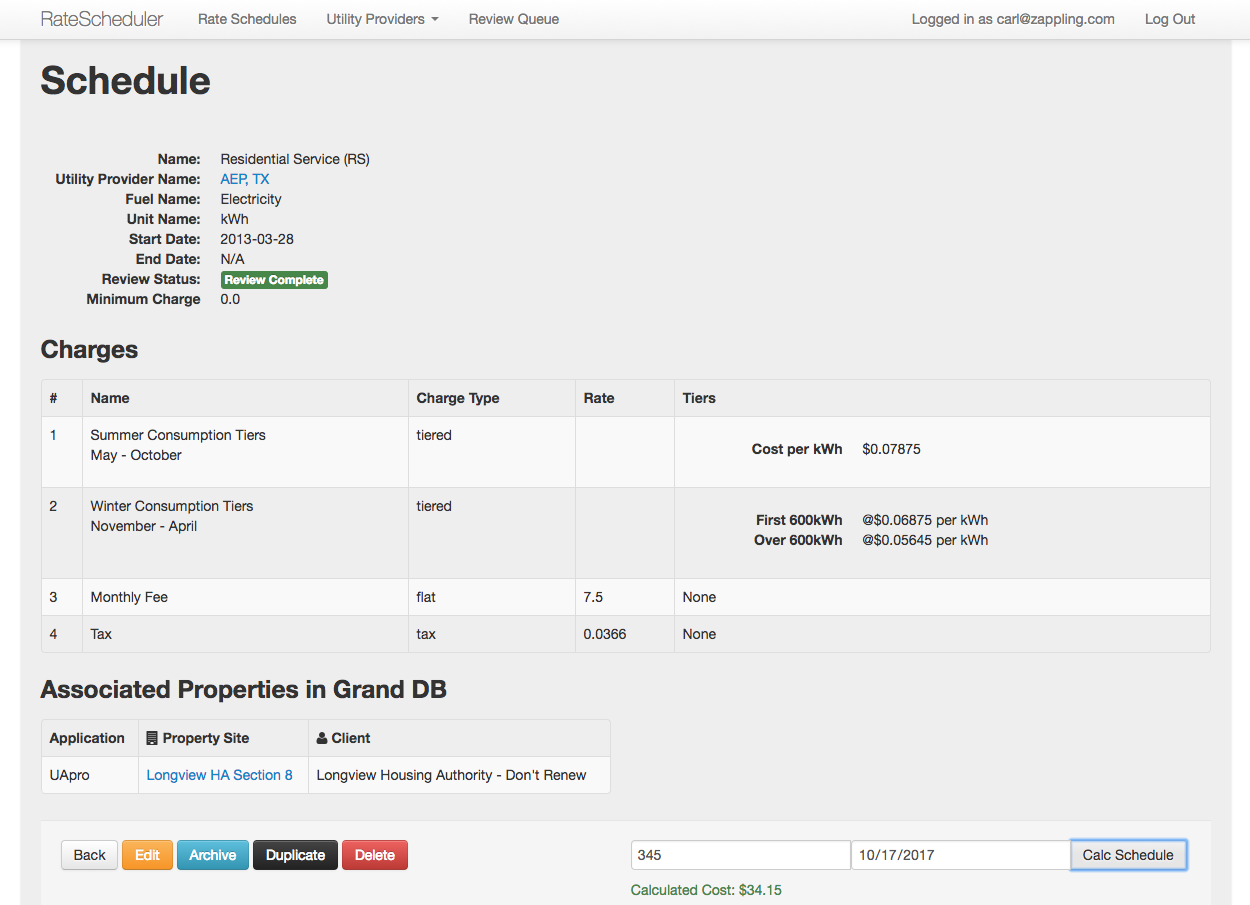 RateScheduler Rate Schedules Utility Providers Review Queue Logged in as carl@zappling.com Log Out
Schedule
Name: Residential Service (RS)
Utility Provider Name: AEP, TX
Fuel Name: Electricity
Unit Name: kWh
Start Date: 2013-03-28
End Date: N/A
Review Status: Review Complete
Minimum Charge 0.0
Charges
# Name Charge Type Rate Tiers
1 Summer Consumption Tiers tiered
May - October
Cost per kWh $0.07875
2 Winter Consumption Tiers tiered
November - April
First 600kWh @$0.06875 per kWh
Over 600kWh @$0.05645 per kWh
3 Monthly Fee flat 7.5 None
4 Tax tax 0.0366 None
Associated Properties in Grand DB
Application Property Site Client
UApro Longview HA Section 8 Longview Housing Authority - Don't Renew
Back Edit Archive Duplicate Delete 345 10/17/2017 Calc Schedule
Calculated Cost: $34.15